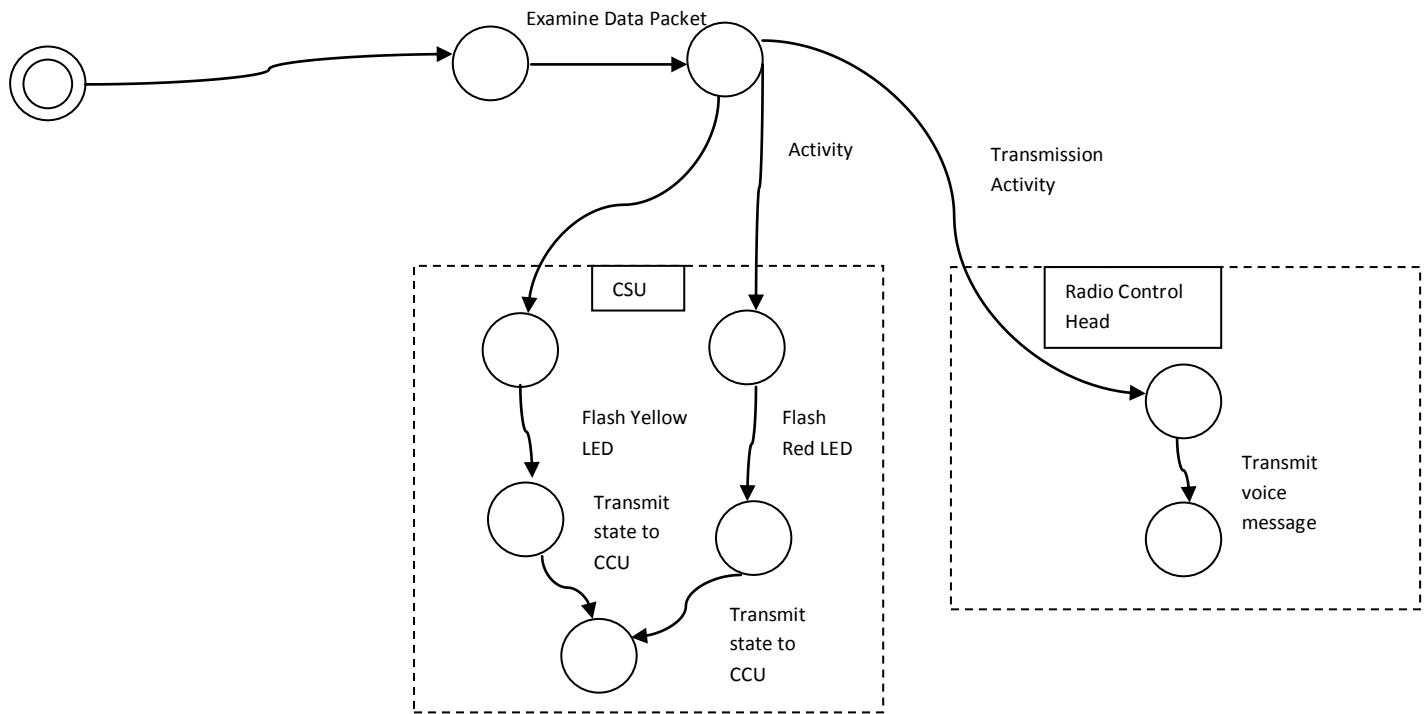 Examine Data Packet
Activity
Transmission
Activity
CSU
Radio Control
Head
Flash Yellow
LED
Flash
Red LED
Transmit
voice
message
Transmit
state to
CCU
Transmit
state to
CCU